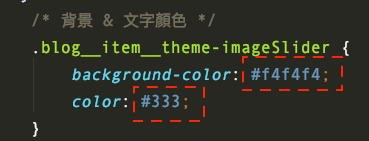 /* 背景 & 文字顏色 */
.blog__item__theme-imageSlider {
background-color: #f4f4f4;
color: #333;
}